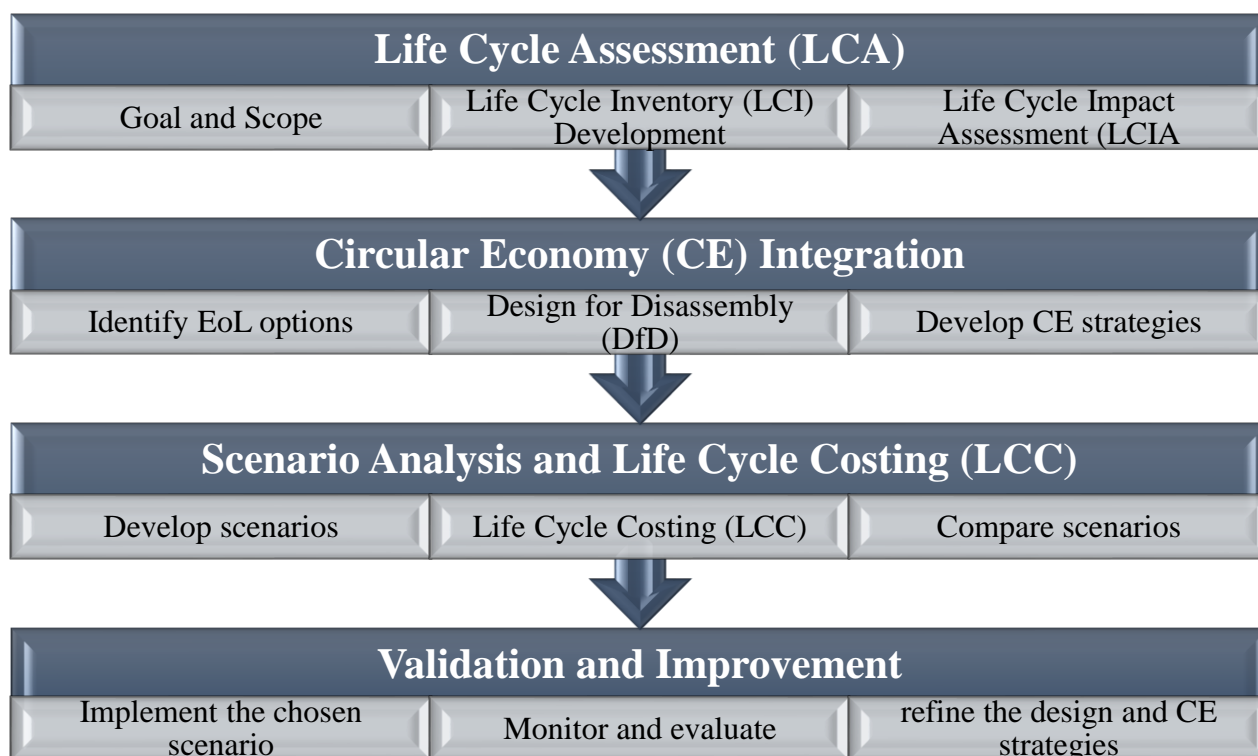 Life Cycle Assessment (LCA)
Goal and Scope
Life Cycle Inventory (LCI)
Development
Life Cycle Impact
Assessment (LCIA
Circular Economy (CE) Integration
Identify EoL options
Design for Disassembly
(DfD)
Develop CE strategies
Scenario Analysis and Life Cycle Costing (LCC)
Develop scenarios
Life Cycle Costing (LCC)
Compare scenarios
Validation and Improvement
Implement the chosen
scenario
Monitor and evaluate
refine the design and CE
strategies